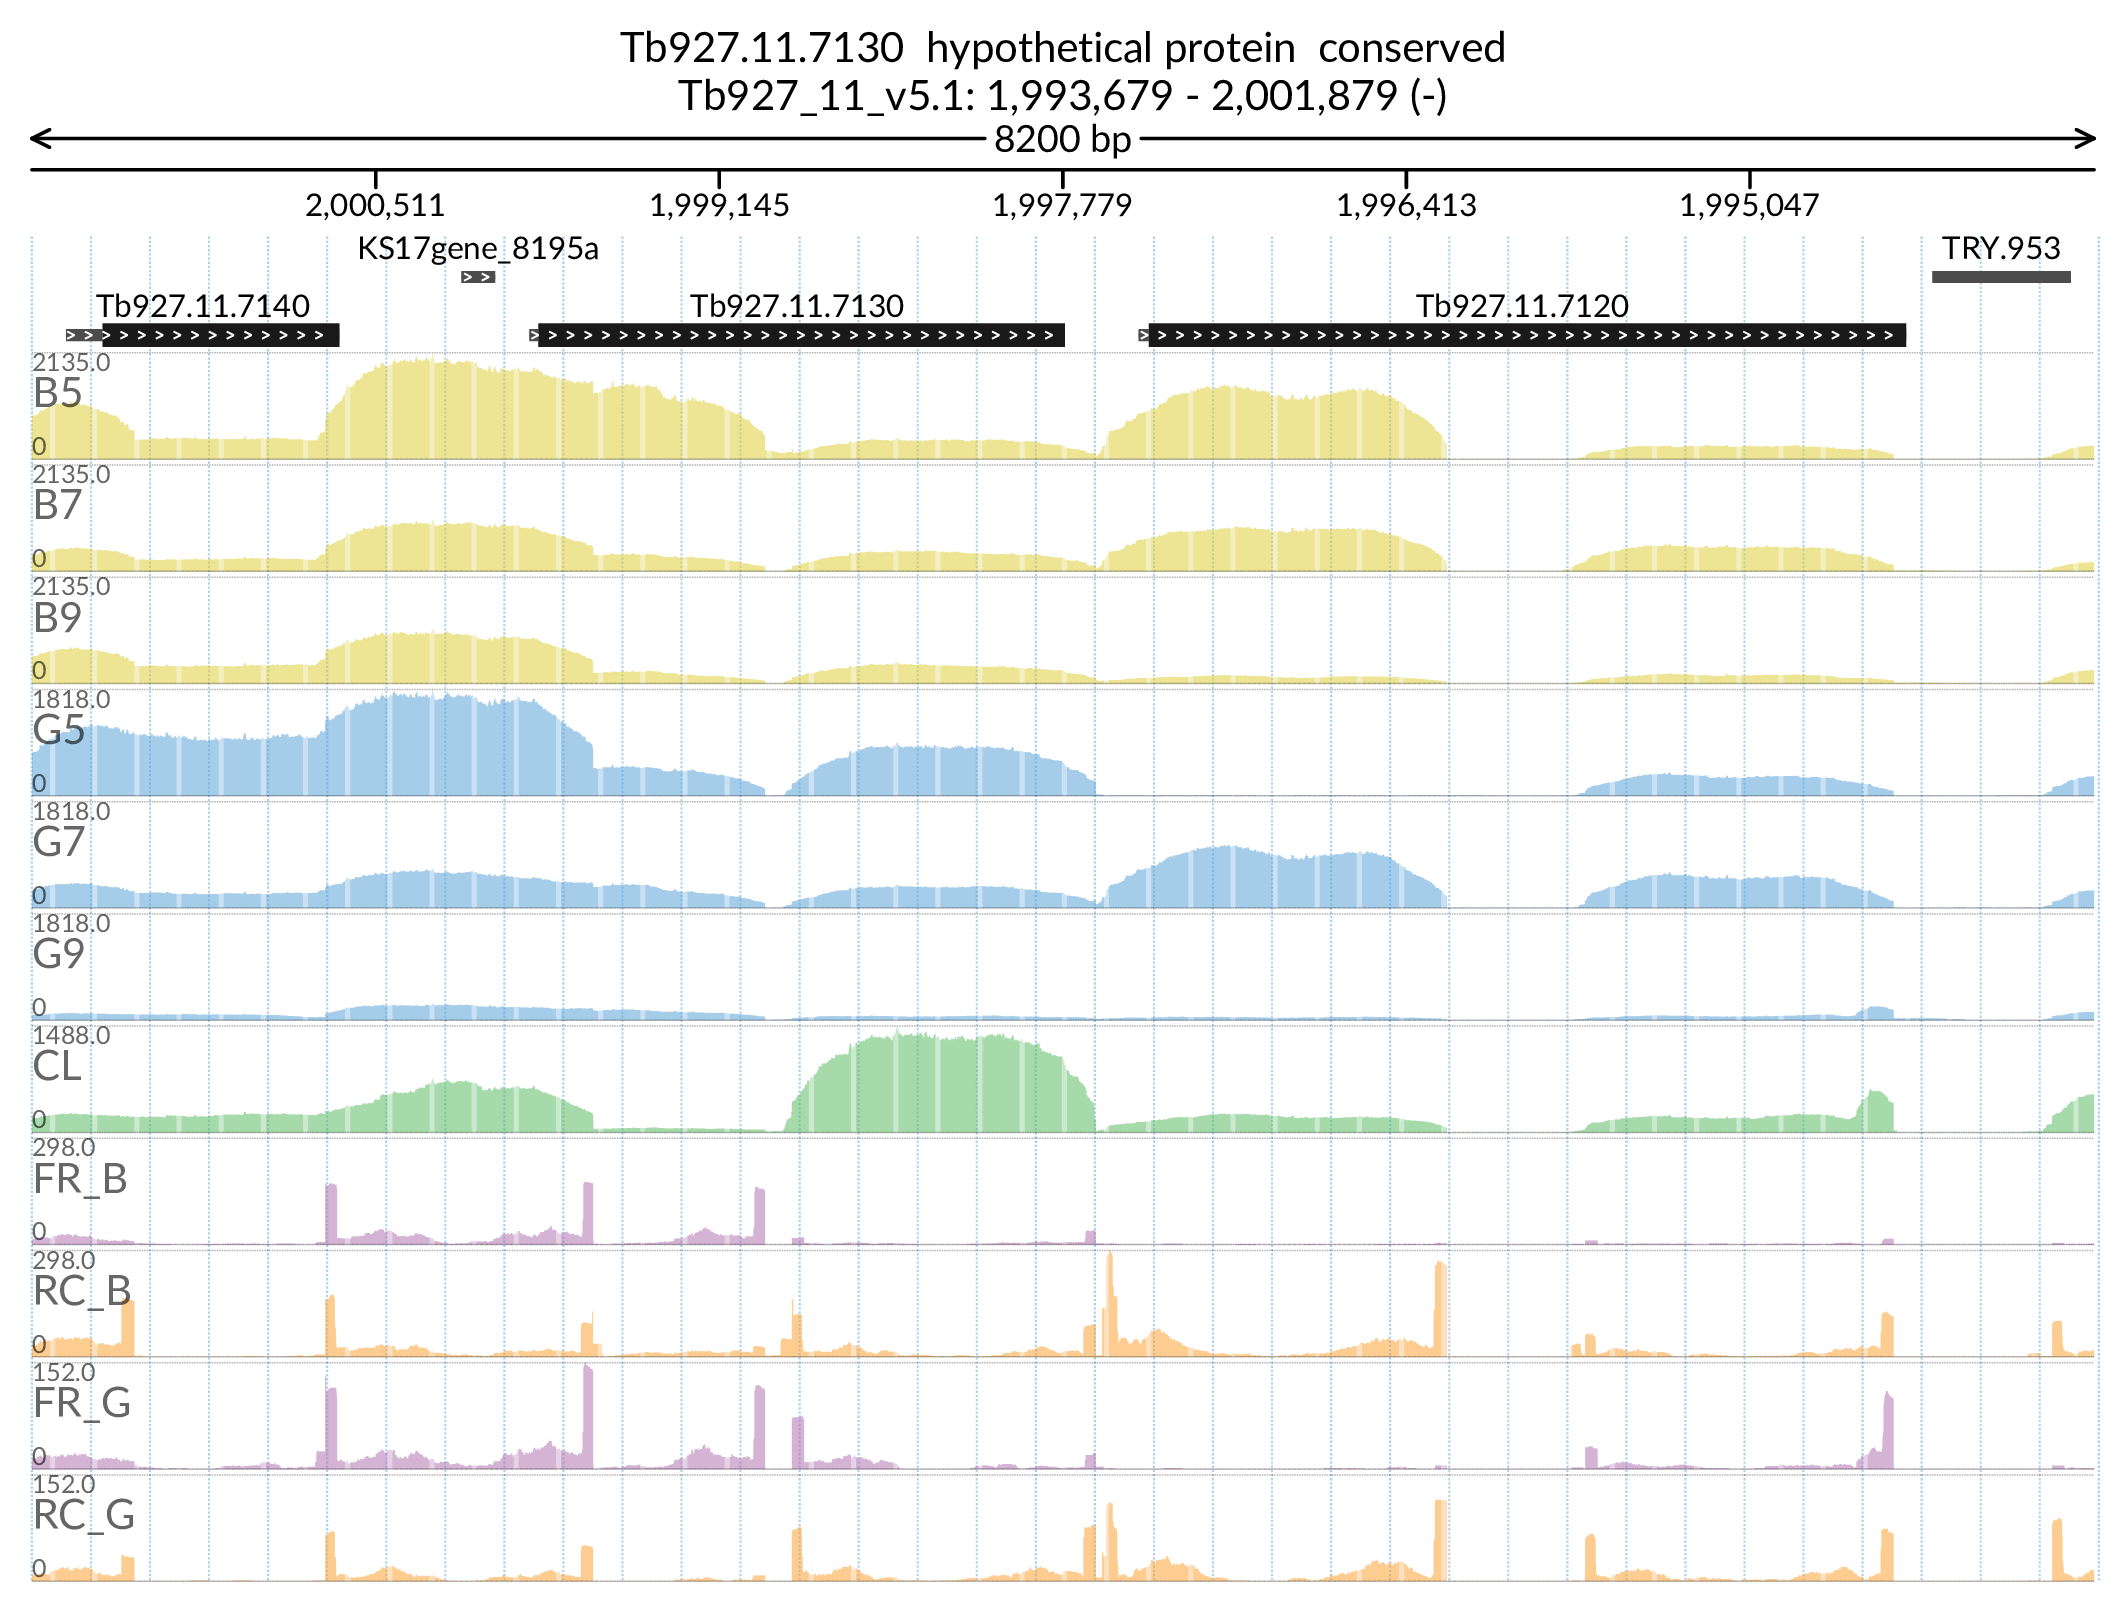 Tb927.11.7130  hypothetical protein  conserved
Tb927_11_v5.1: 1,993,679 - 2,001,879 (-)
8200 bp
2,000,511 1,999,145 1,997,779 1,996,413 1,995,047
KS17gene_8195a TRY.953
Tb927.11.7140 Tb927.11.7130 Tb927.11.7120
2135.0
B5
0
2135.0
B7
0
2135.0
B9
0
1818.0
G5
0
1818.0
G7
0
1818.0
G9
0
1488.0
CL
0
298.0
FR_B
0
298.0
RC_B
0
152.0
FR_G
0
152.0
RC_G
0